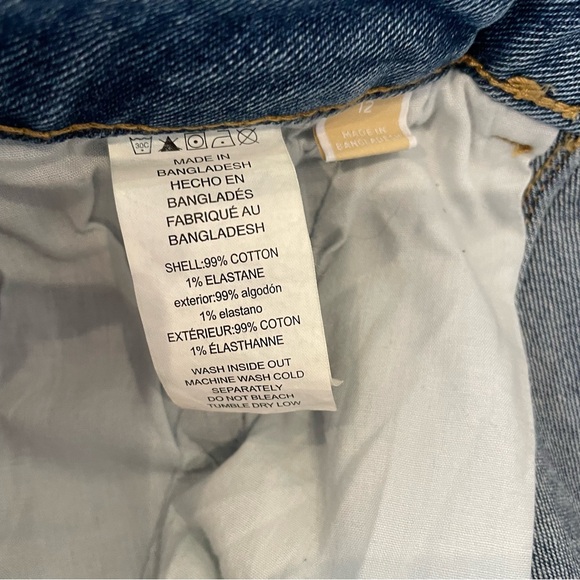 30C
MADE IN
BANGLADESH
HECHO EN
BANGLADÉS
FABRIQUÉ AU
BANGLADESH
SHELL:99% COTTON
1% ELASTANE
exterior:99% algodón
1% elastano
EXTÉRIEUR:99% COTON
1% ÉLASTHANNE
WASH INSIDE OUT
MACHINE WASH COLD
SEPARATELY
DO NOT BLEACH
TUMBLE DRY LOW
12
MADE IN
BANGLADESH